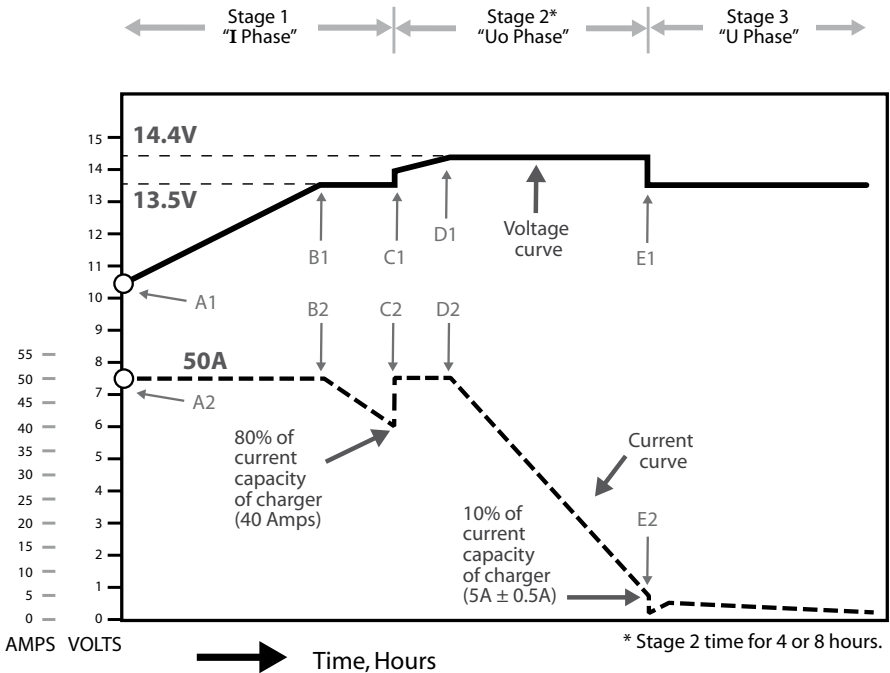 Stage 1
"I Phase"
Stage 2*
"Uo Phase"
Stage 3
"U Phase"
15
14
13
12
11
10
9
8
7
6
5
4
3
2
1
0
55
50
45
40
35
30
25
20
15
10
5
0
AMPS VOLTS
14.4V
13.5V
A1
B1
C1
D1
Voltage
curve
E1
B2
C2
D2
50A
A2
80% of
current
capacity
of charger
(40 Amps)
Current
curve
10% of
current
capacity
of charger
(5A ± 0.5A)
E2
* Stage 2 time for 4 or 8 hours.
Time, Hours